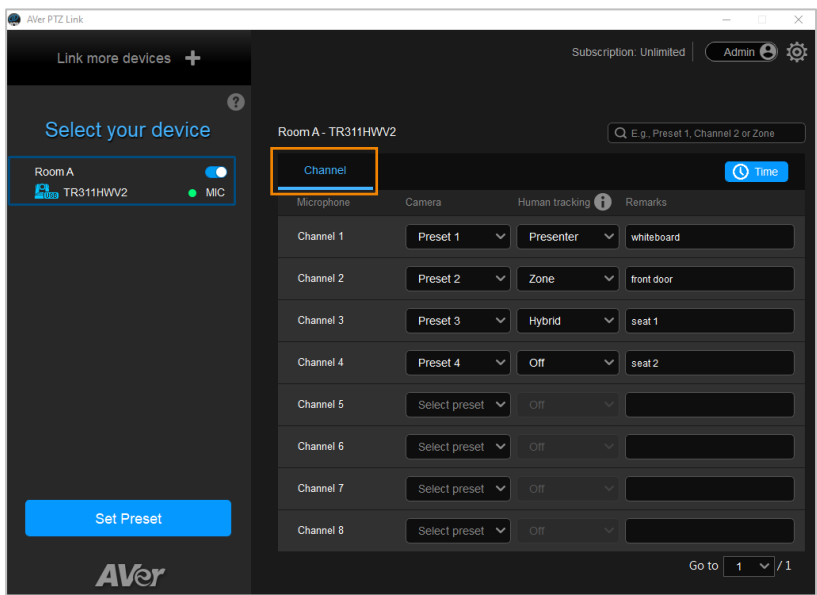 AVer PTZ Link
Link more devices
Subscription: Unlimited
Admin
?
Select your device
Room A - TR311HWV2
E.g., Preset 1, Channel 2 or Zone
Room A
USB TR311HWV2 MIC
Channel
Time
Microphone Camera Human tracking i Remarks
Channel 1 Preset 1 Presenter whiteboard
Channel 2 Preset 2 Zone front door
Channel 3 Preset 3 Hybrid seat 1
Channel 4 Preset 4 Off seat 2
Channel 5 Select preset Off
Channel 6 Select preset Off
Channel 7 Select preset Off
Channel 8 Select preset Off
Set Preset
Go to 1 / 1
AVer